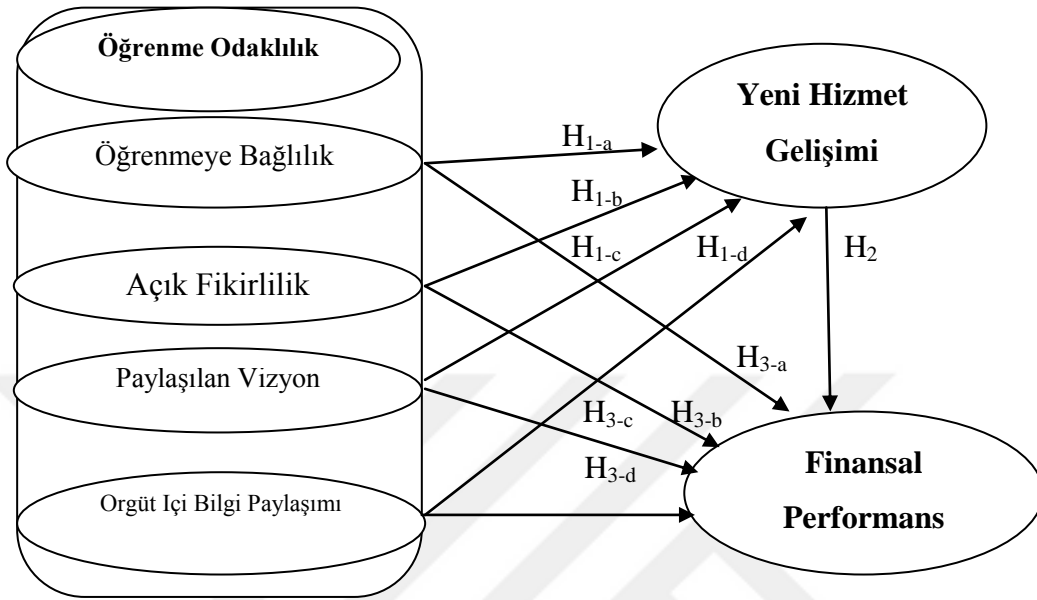 Öğrenme Odaklılık
Öğrenmeye Bağlılık
Açık Fikirlilik
Paylaşılan Vizyon
Orgüt Içi Bilgi Paylaşımı
H1-a
H1-b
H1-c
H1-d
Yeni Hizmet
Gelişimi
H2
H3-a
H3-c
H3-b
H3-d
Finansal
Performans